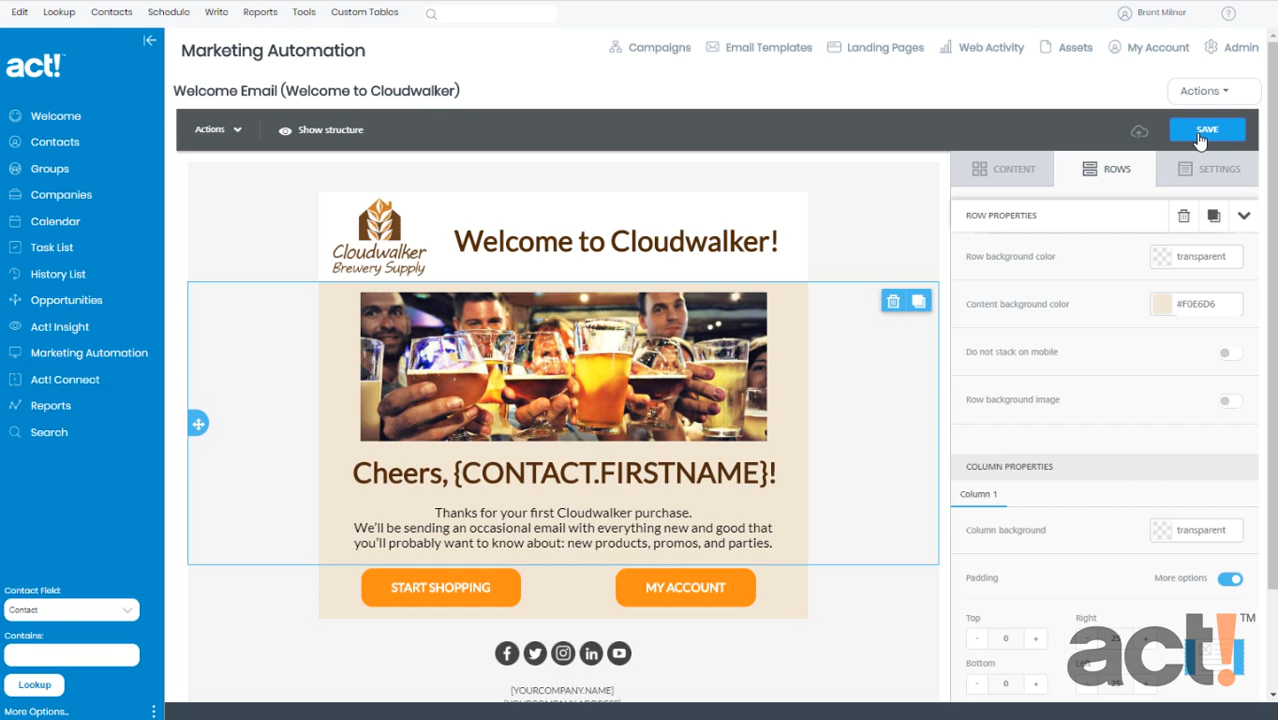 Edit Lookup Contacts Schedule Write Reports Tools Custom Tables Brent Milner ?
act!
Marketing Automation
Campaigns Email Templates Landing Pages Web Activity Assets My Account Admin
Welcome Email (Welcome to Cloudwalker)
Actions
Actions Show structure SAVE
Welcome
Contacts
Groups
Companies
Calendar
Task List
History List
Opportunities
Act! Insight
Marketing Automation
Act! Connect
Reports
Search
Contact Field:
Contact
Contains:
Lookup
More Options...
Cloudwalker
Brewery Supply
Welcome to Cloudwalker!
Cheers, {CONTACT.FIRSTNAME}!
Thanks for your first Cloudwalker purchase.
We'll be sending an occasional email with everything new and good that
you'll probably want to know about: new products, promos, and parties.
START SHOPPING MY ACCOUNT
[YOURCOMPANY.NAME]
CONTENT ROWS SETTINGS
ROW PROPERTIES
Row background color transparent
Content background color #F0E6D6
Do not stack on mobile
Row background image
COLUMN PROPERTIES
Column 1
Column background transparent
Padding More options
Top Right
- 0 + - 25 +
Bottom Left
- 0 + - 25 +
act! TM